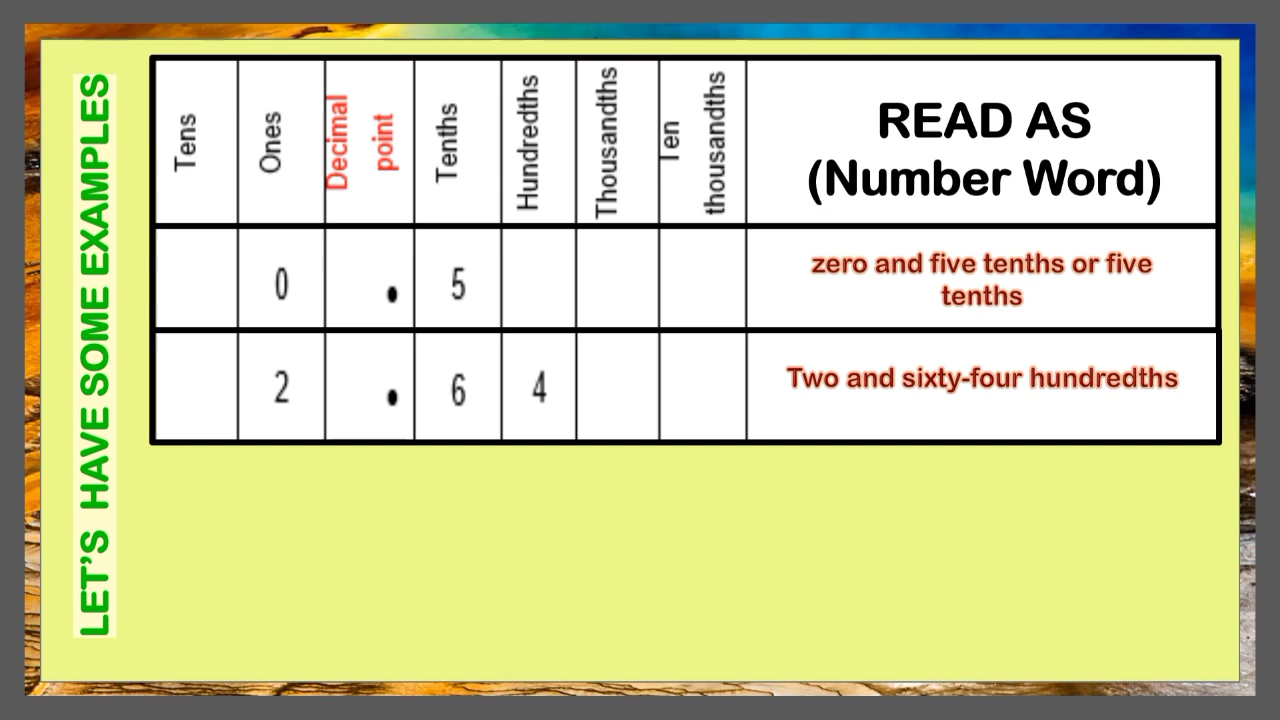 LET’S HAVE SOME EXAMPLES
Tens
Ones
Decimal
point
Tenths
Hundredths
Thousandths
Ten
thousandths
READ AS
(Number Word)
0 . 5
zero and five tenths or five
tenths
2 . 6 4
Two and sixty-four hundredths